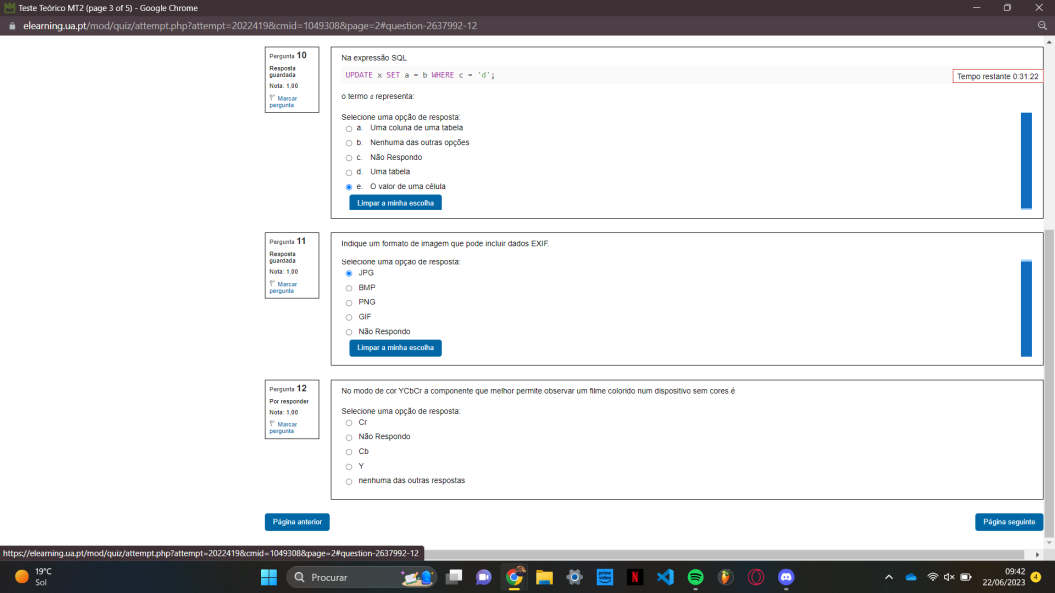 Teste Teórico MT2 (page 3 of 5) - Google Chrome
elearning.ua.pt/mod/quiz/attempt.php?attempt=2022419&cmid=1049308&page=2#question-2637992-12
Pergunta 10
Resposta
guardada
Nota: 1,00
Marcar
pergunta
Na expressão SQL
UPDATE x SET a = b WHERE c = 'd';
Tempo restante 0:31:22
o termo d representa:
Selecione uma opção de resposta:
a. Uma coluna de uma tabela
b. Nenhuma das outras opções
c. Não Respondo
d. Uma tabela
e. O valor de uma célula
Limpar a minha escolha
Pergunta 11
Resposta
guardada
Nota: 1,00
Marcar
pergunta
Indique um formato de imagem que pode incluir dados EXIF.
Selecione uma opção de resposta:
JPG
BMP
PNG
GIF
Não Respondo
Limpar a minha escolha
Pergunta 12
Por responder
Nota: 1,00
Marcar
pergunta
No modo de cor YCbCr a componente que melhor permite observar um filme colorido num dispositivo sem cores é
Selecione uma opção de resposta:
Cr
Não Respondo
Cb
Y
nenhuma das outras respostas
Página anterior
Página seguinte
https://elearning.ua.pt/mod/quiz/attempt.php?attempt=2022419&cmid=1049308&page=2#question-2637992-12
19°C
Sol
Procurar
09:42
22/06/2023
4